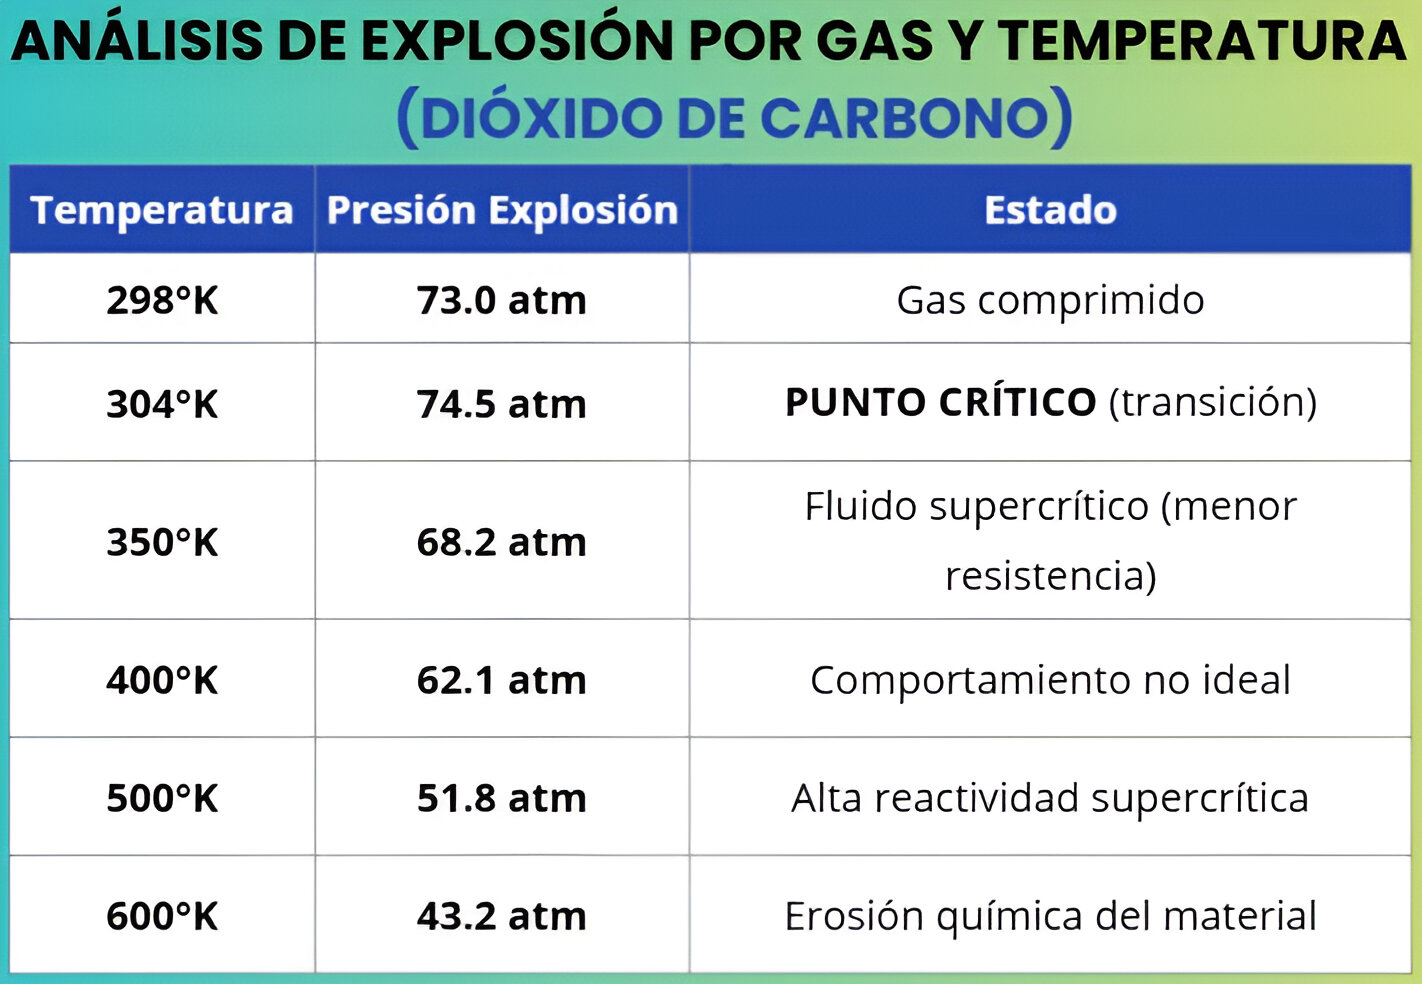 ANÁLISIS DE EXPLOSIÓN POR GAS Y TEMPERATURA
(DIÓXIDO DE CARBONO)
Temperatura Presión Explosión Estado
298°K 73.0 atm Gas comprimido
304°K 74.5 atm PUNTO CRÍTICO (transición)
350°K 68.2 atm Fluido supercrítico (menor
resistencia)
400°K 62.1 atm Comportamiento no ideal
500°K 51.8 atm Alta reactividad supercrítica
600°K 43.2 atm Erosión química del material